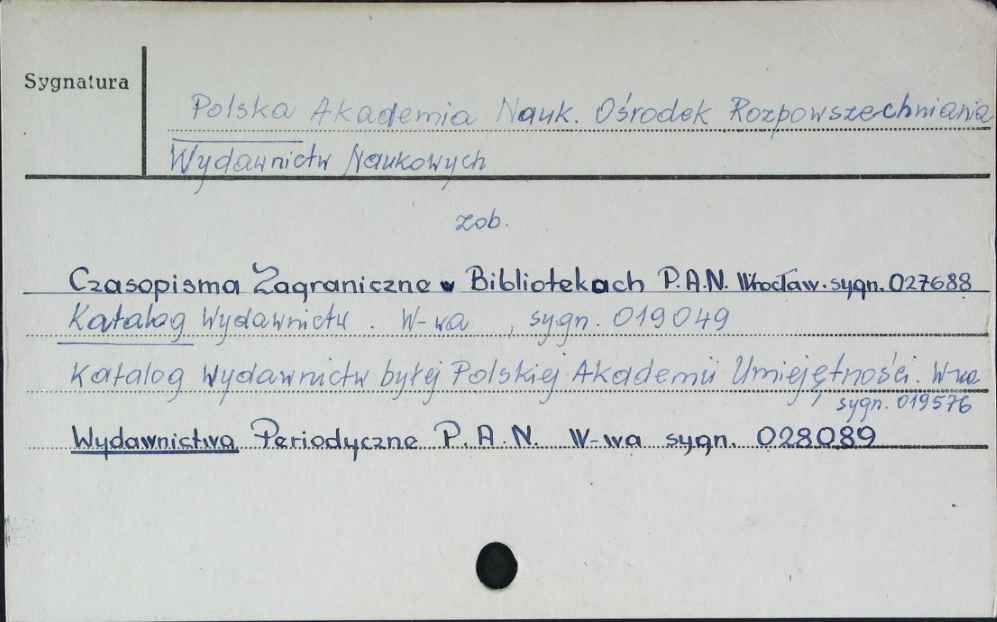 Sygnatura
Polska Akademia Nauk. Ośrodek Rozpowszechniania
Wydawnictw Naukowych
zob.
Czasopisma Zagraniczne w Bibliotekach P.A.N. Wrocław. sygn. 027688
Katalog Wydawnictw. W-wa , sygn. 019049
Katalog Wydawnictw byłej Polskiej Akademii Umiejętności. W-wa
sygn. 019576
Wydawnictwa Periodyczne P.A.N. W-wa sygn. 028089